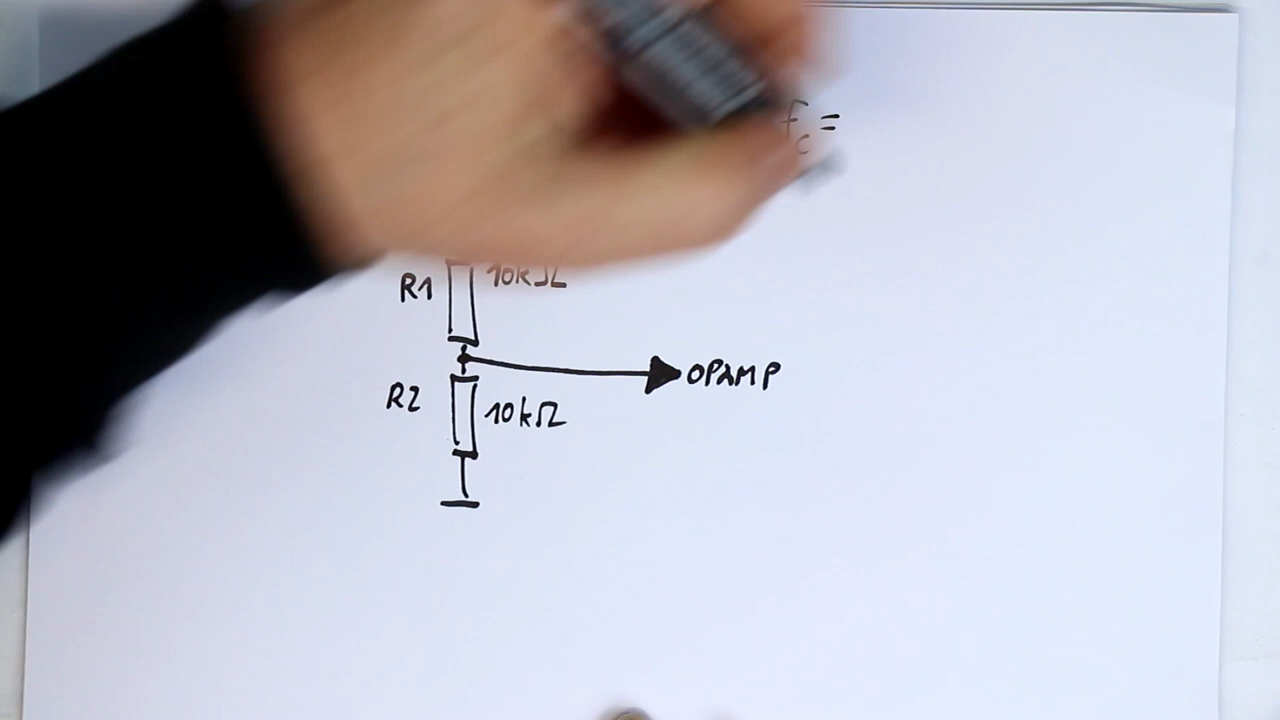 fc =
R1 10kΩ
OPAMP
R2 10kΩ